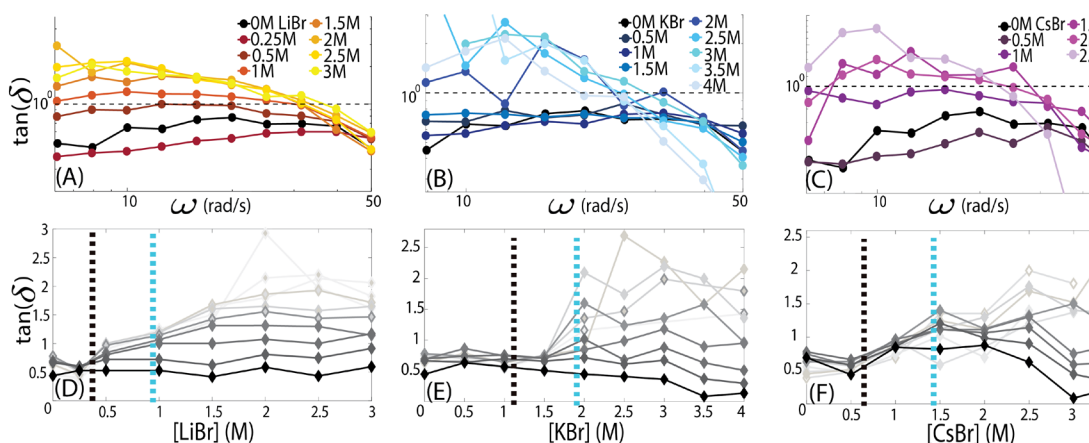 tan(δ)
10⁰
0M LiBr
0.25M
0.5M
1M
1.5M
2M
2.5M
3M
(A)
10
50
ω (rad/s)
10⁰
0M KBr
0.5M
1M
1.5M
2M
2.5M
3M
3.5M
4M
(B)
10
50
ω (rad/s)
10⁰
0M CsBr
0.5M
1M
(C)
10
ω (rad/s)
tan(δ)
3
2.5
2
1.5
1
0.5
(D)
0
0.5
1
1.5
2
2.5
3
[LiBr] (M)
2.5
2
1.5
1
0.5
(E)
0
0.5
1
1.5
2
2.5
3
3.5
4
[KBr] (M)
2.5
2
1.5
1
0.5
0
(F)
0
0.5
1
1.5
2
2.5
3
[CsBr] (M)